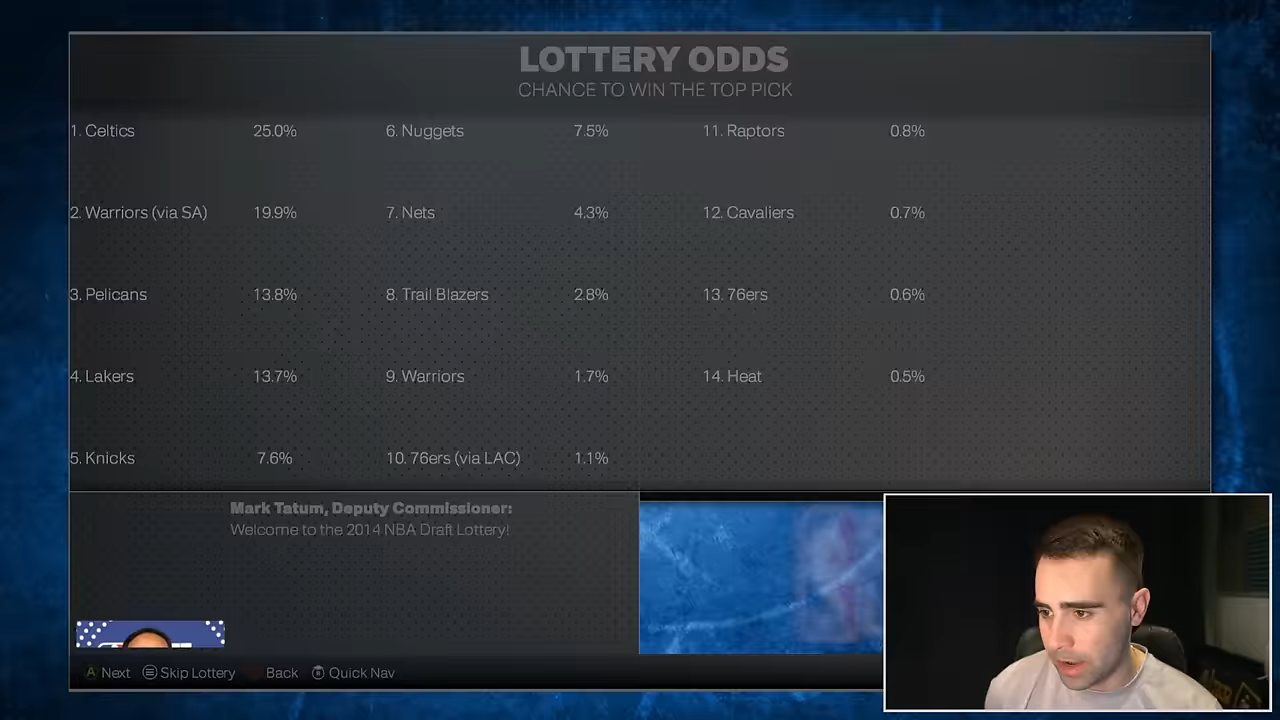 LOTTERY ODDS
CHANCE TO WIN THE TOP PICK
1. Celtics 25.0% 6. Nuggets 7.5% 11. Raptors 0.8%
2. Warriors (via SA) 19.9% 7. Nets 4.3% 12. Cavaliers 0.7%
3. Pelicans 13.8% 8. Trail Blazers 2.8% 13. 76ers 0.6%
4. Lakers 13.7% 9. Warriors 1.7% 14. Heat 0.5%
5. Knicks 7.6% 10. 76ers (via LAC) 1.1%
Mark Tatum, Deputy Commissioner:
Welcome to the 2014 NBA Draft Lottery!
A Next Skip Lottery Back R Quick Nav